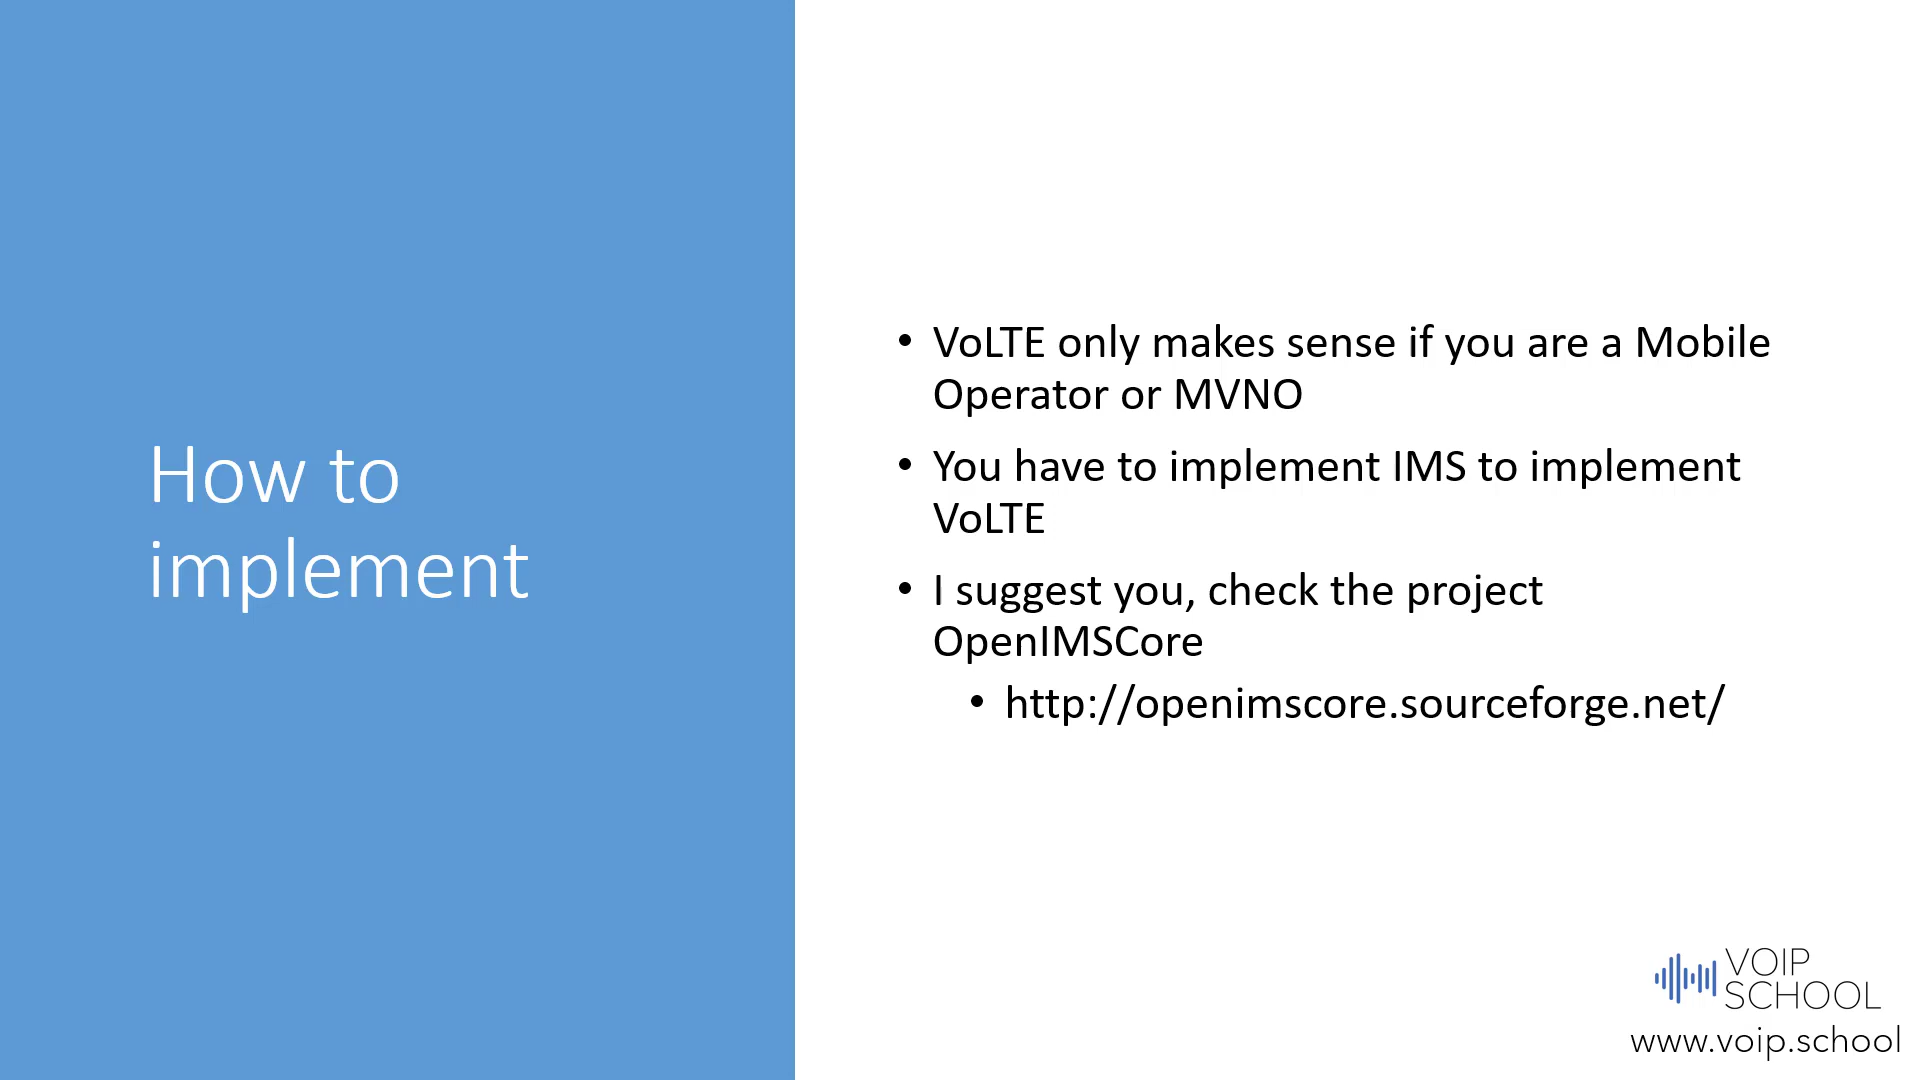 How to
implement
• VoLTE only makes sense if you are a Mobile
Operator or MVNO
• You have to implement IMS to implement
VoLTE
• I suggest you, check the project
OpenIMSCore
• http://openimscore.sourceforge.net/
VOIP
SCHOOL
www.voip.school